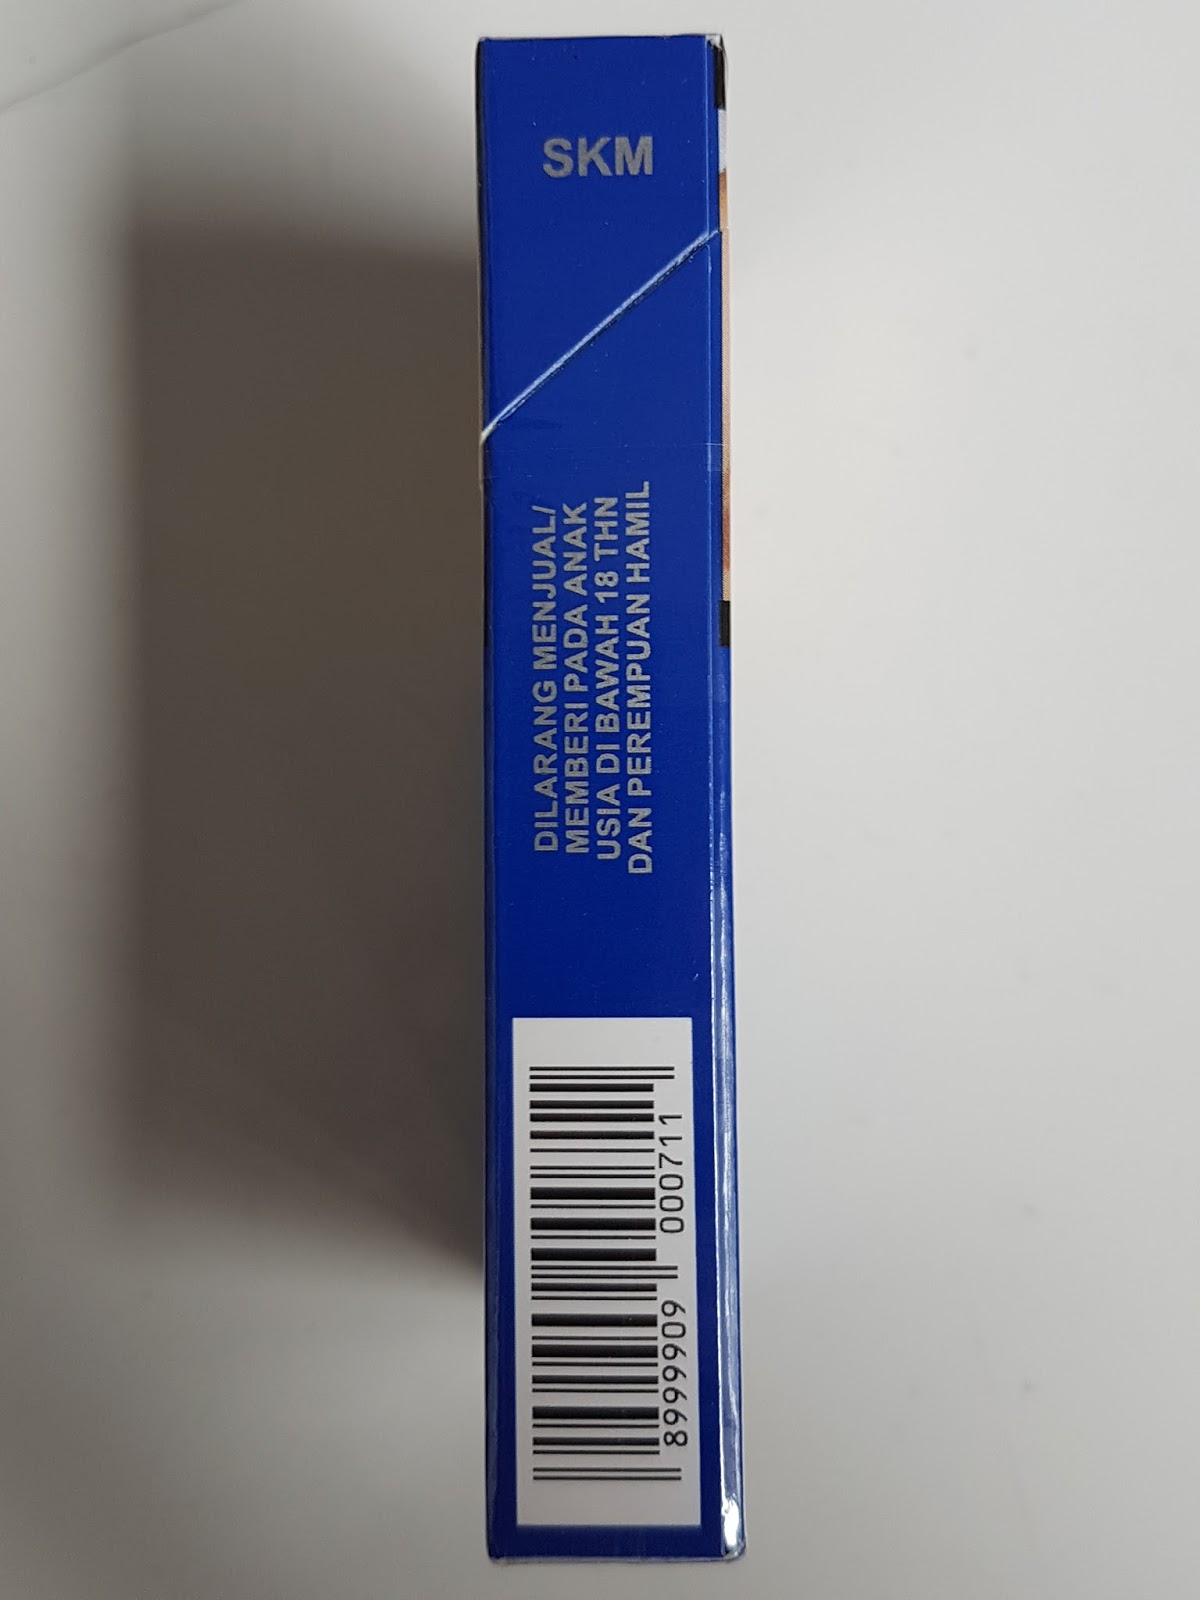 SKM
DILARANG MENJUAL/
MEMBERI PADA ANAK
USIA DI BAWAH 18 THN
DAN PEREMPUAN HAMIL
8999909 000711